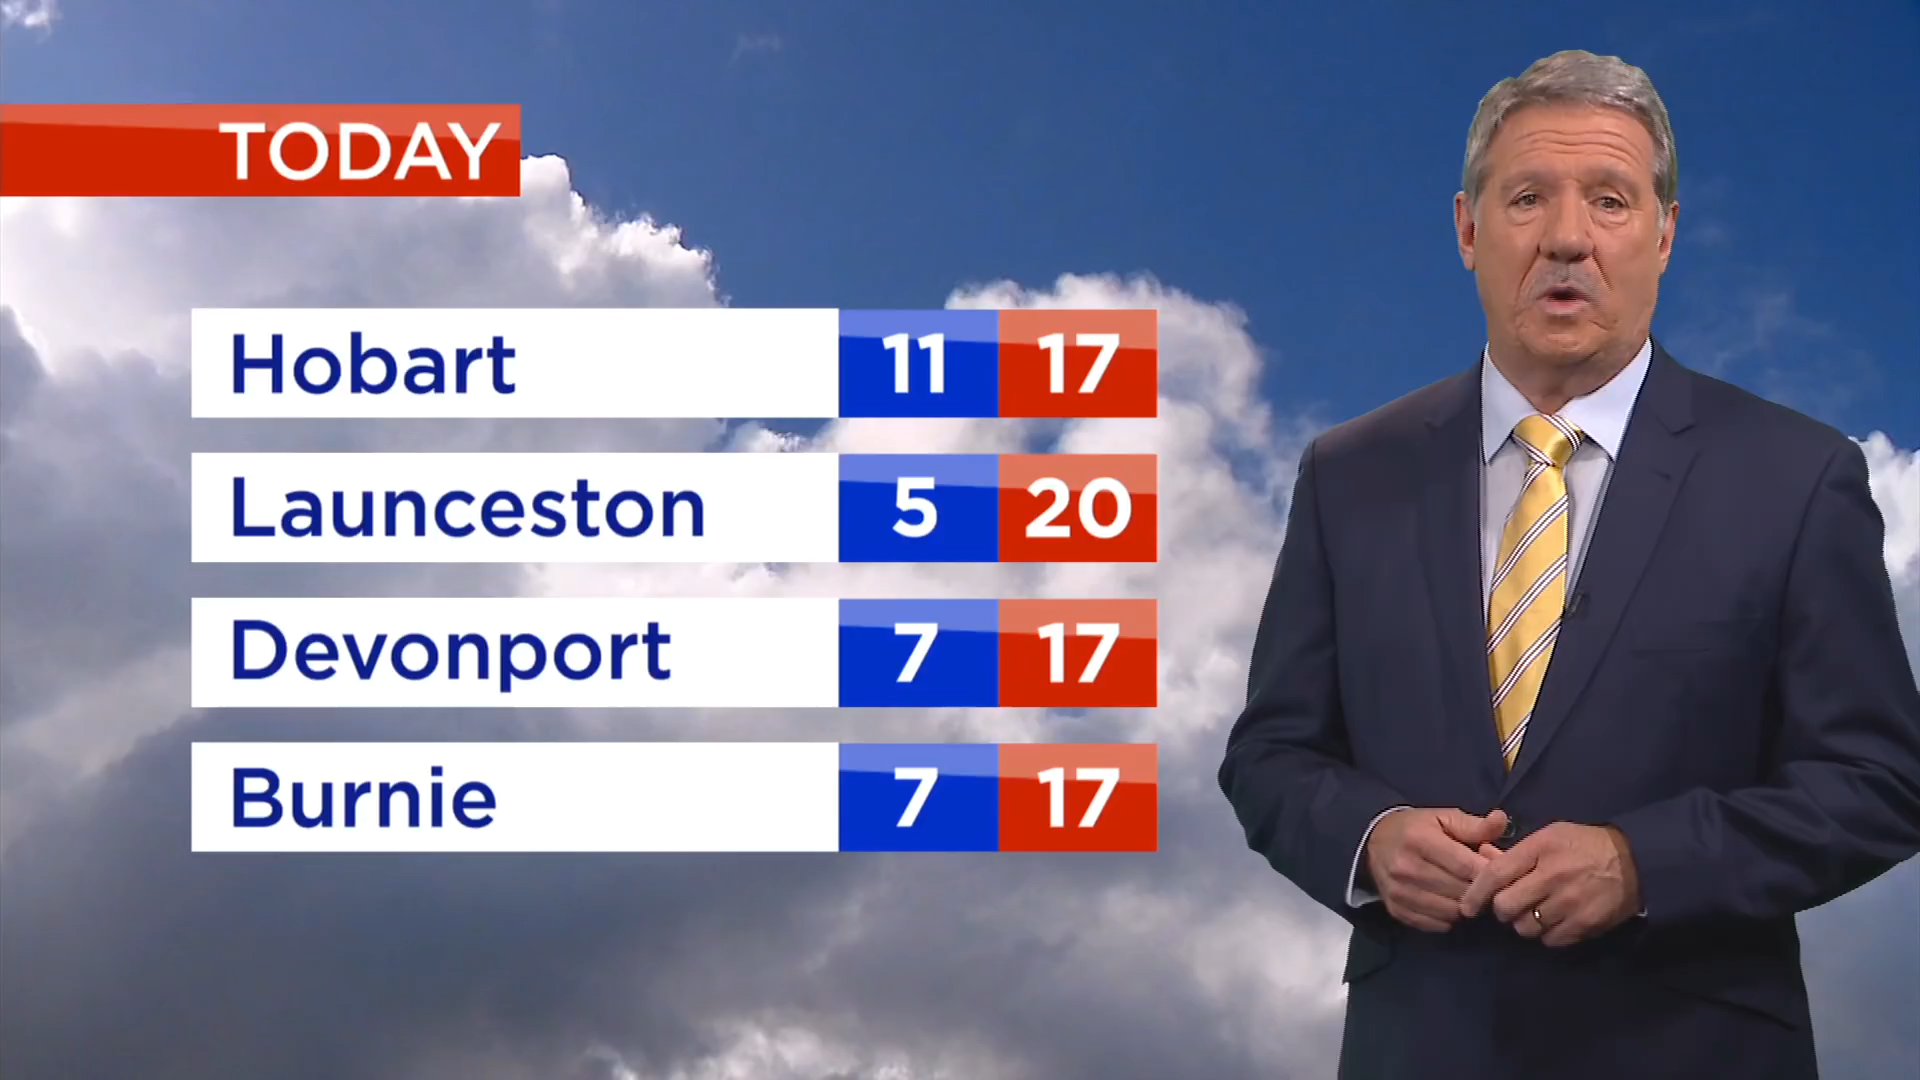 TODAY
Hobart 11 17
Launceston 5 20
Devonport 7 17
Burnie 7 17